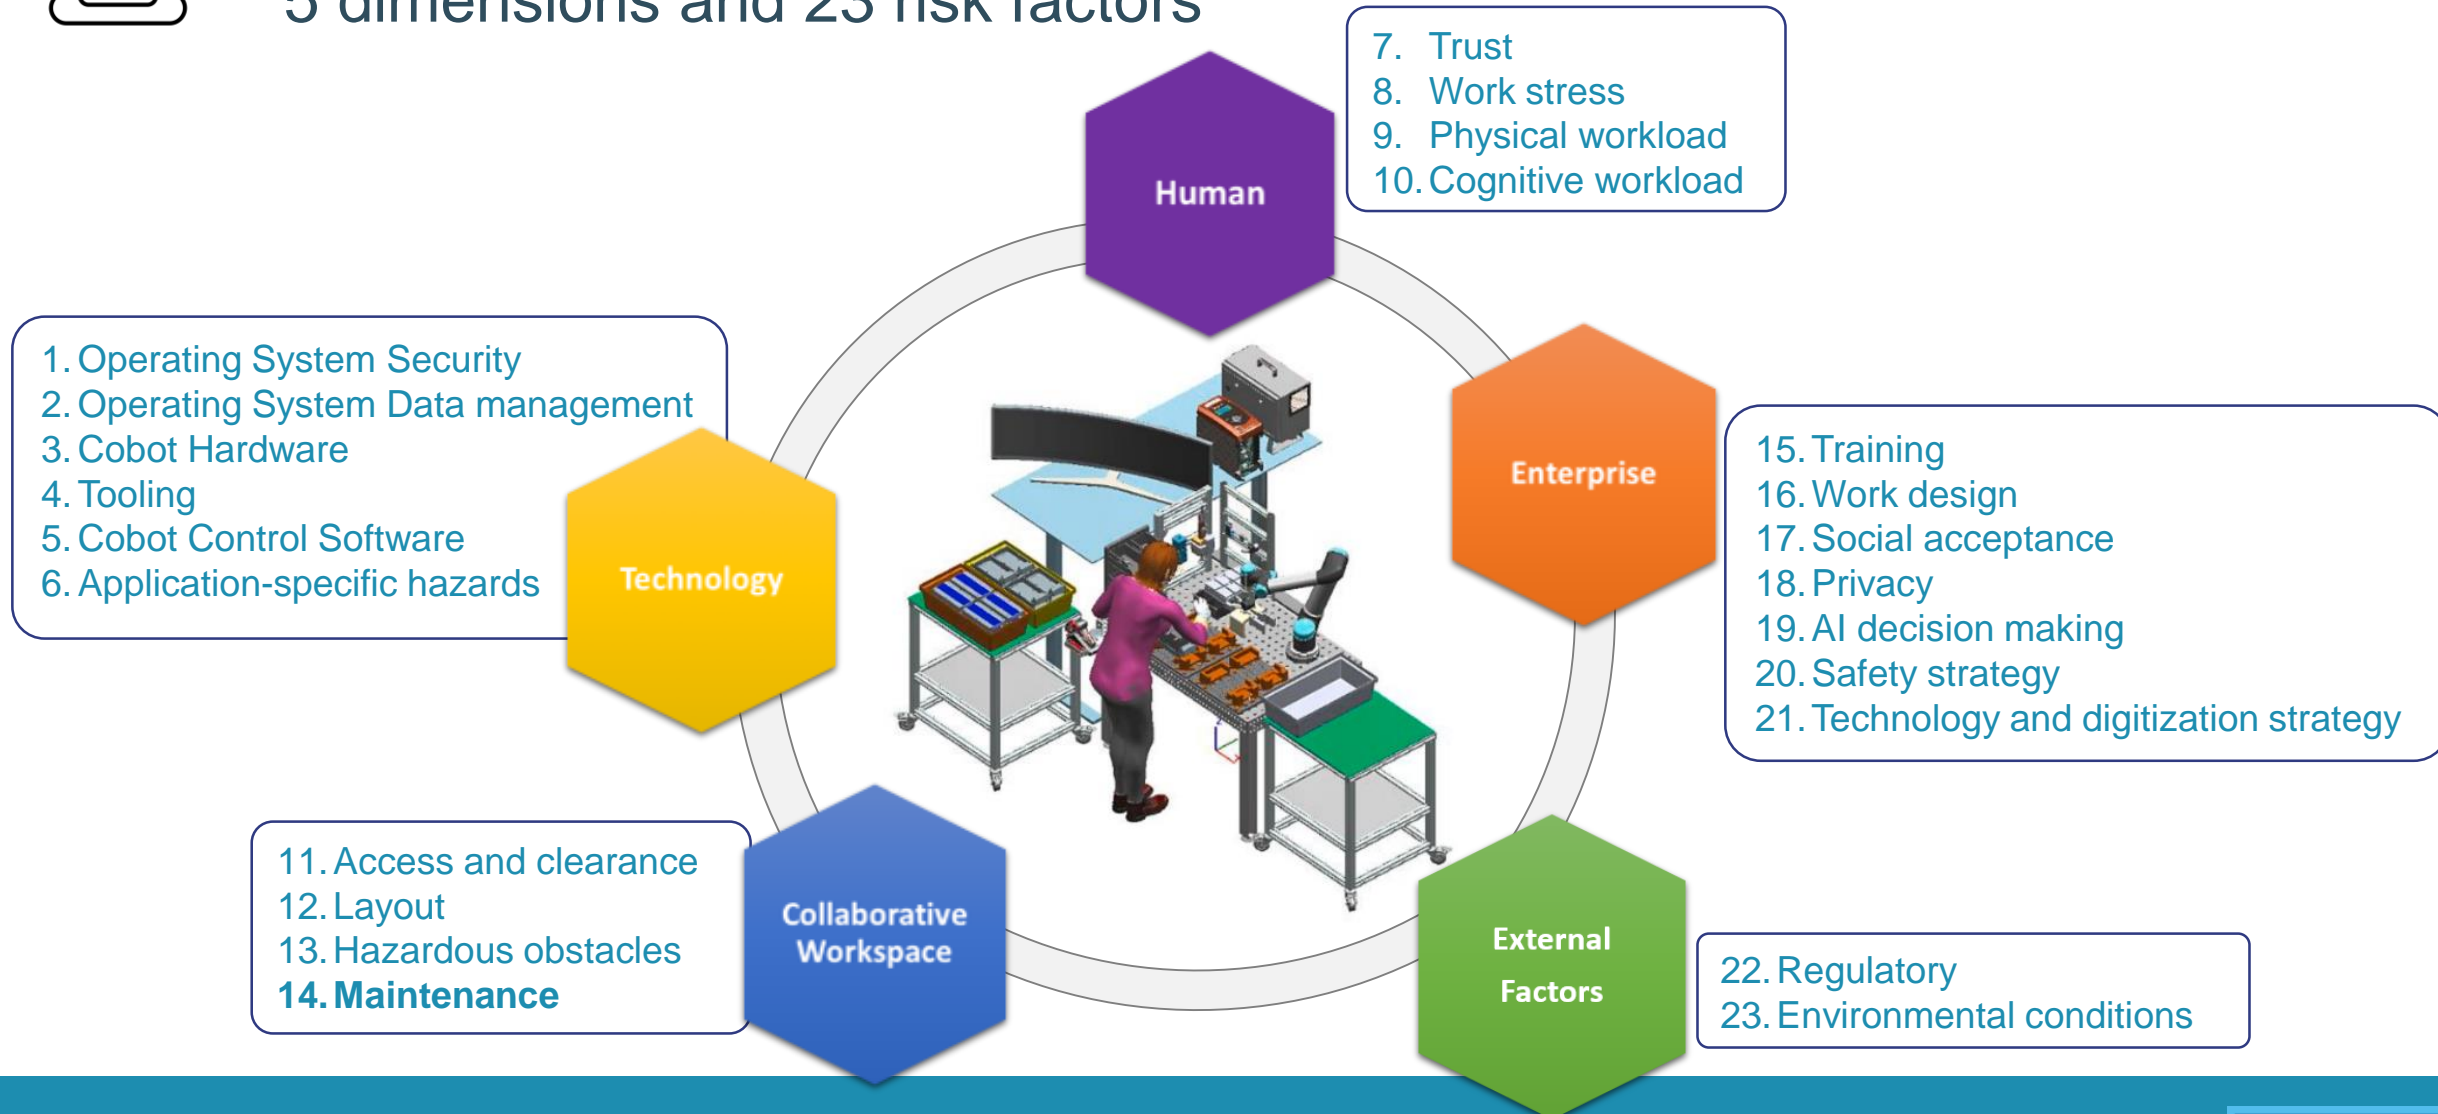 5 dimensions and 23 risk factors
7. Trust
8. Work stress
9. Physical workload
10. Cognitive workload
Human
1. Operating System Security
2. Operating System Data management
3. Cobot Hardware
4. Tooling
5. Cobot Control Software
6. Application-specific hazards
Technology
Enterprise
15. Training
16. Work design
17. Social acceptance
18. Privacy
19. AI decision making
20. Safety strategy
21. Technology and digitization strategy
11. Access and clearance
12. Layout
13. Hazardous obstacles
14. Maintenance
Collaborative
Workspace
External
Factors
22. Regulatory
23. Environmental conditions